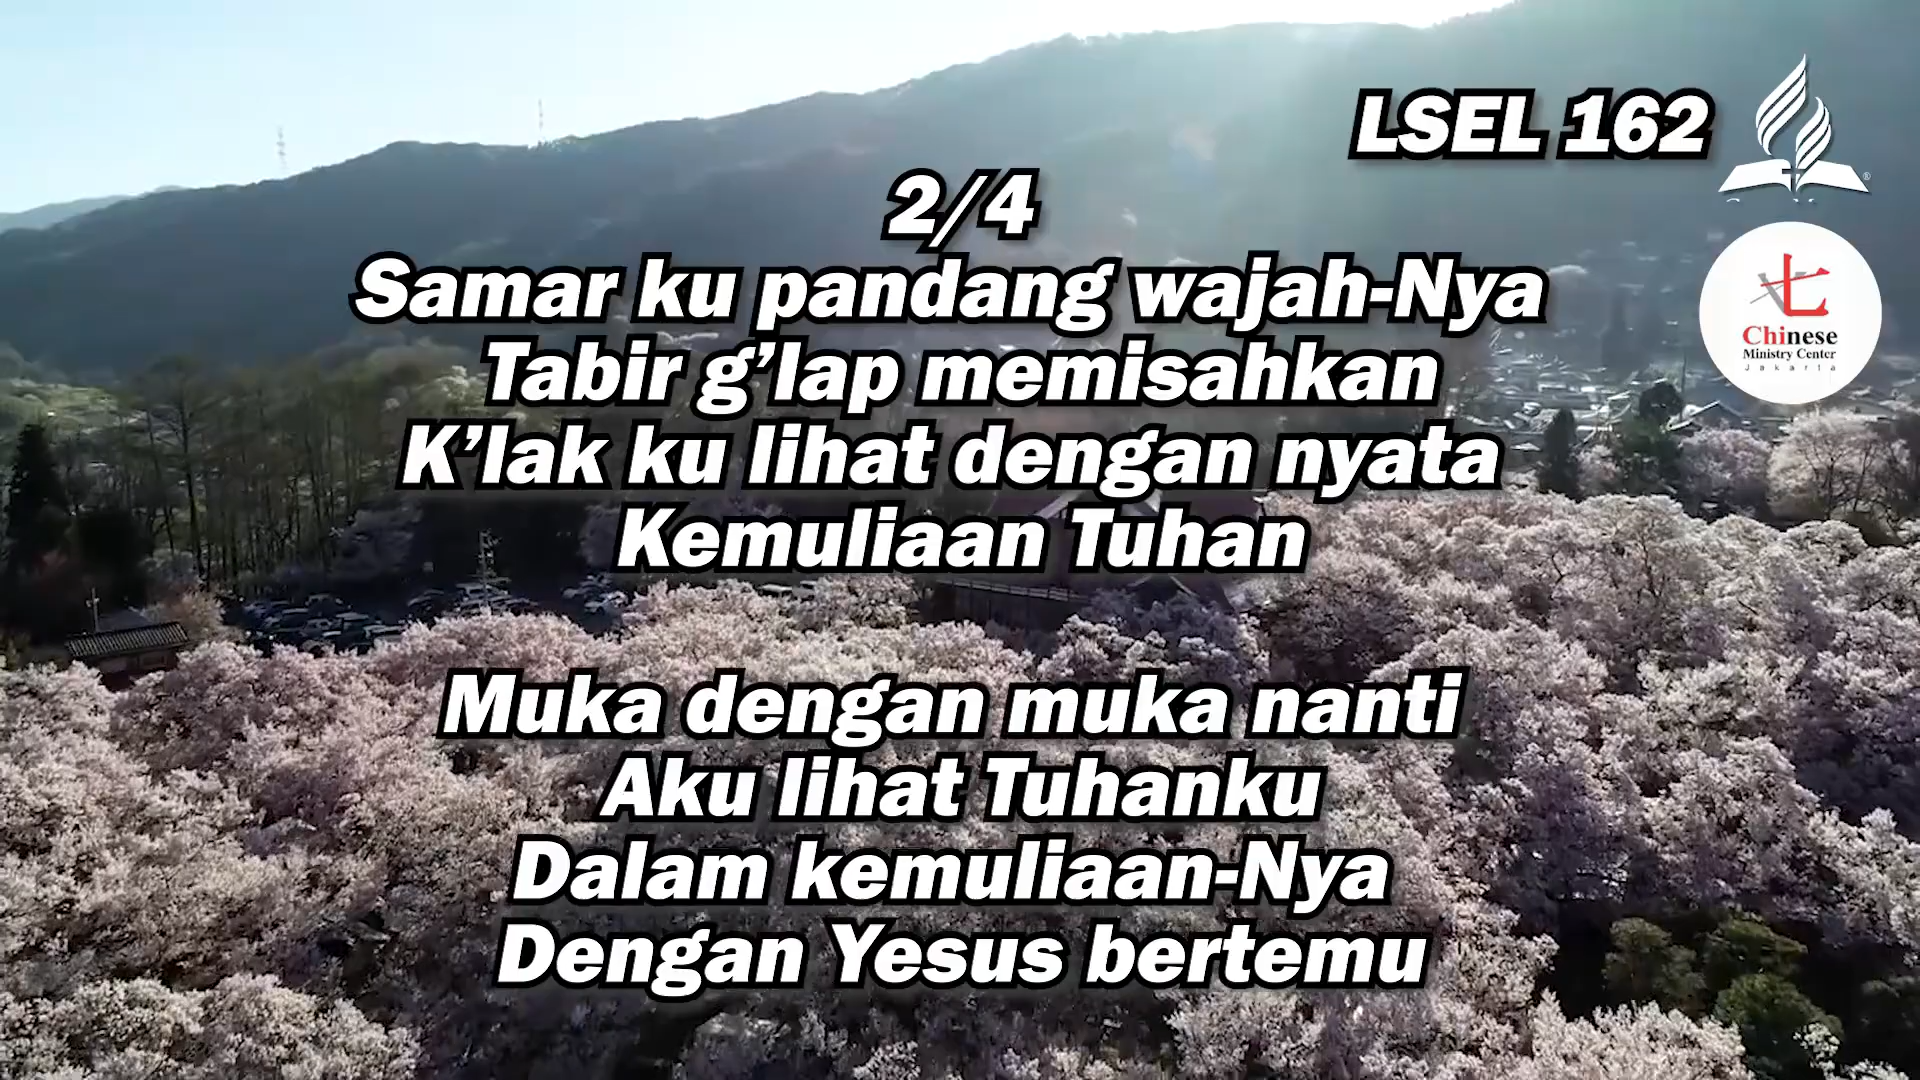 LSEL 162
2/4
Samar ku pandang wajah-Nya
Tabir g’lap memisahkan
K’lak ku lihat dengan nyata
Kemuliaan Tuhan
Muka dengan muka nanti
Aku lihat Tuhanku
Dalam kemuliaan-Nya
Dengan Yesus bertemu
®
七
Chinese
Ministry Center
Jakarta